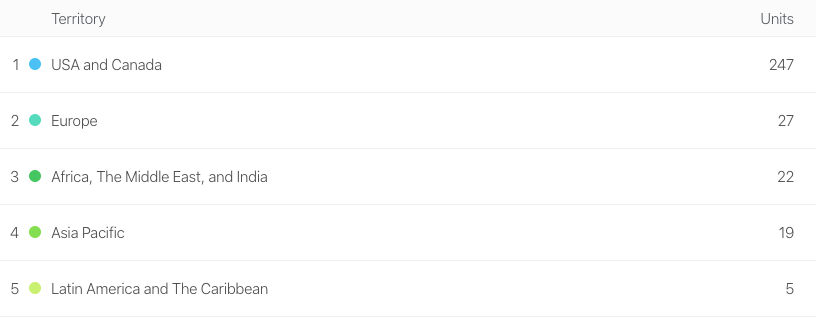 Territory Units
1 USA and Canada 247
2 Europe 27
3 Africa, The Middle East, and India 22
4 Asia Pacific 19
5 Latin America and The Caribbean 5